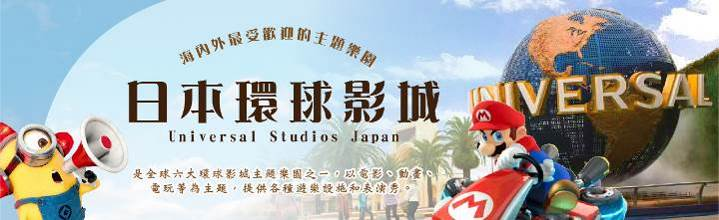 海內外最受歡迎的主題樂園
日本環球影城
Universal Studios Japan
是全球六大環球影城主題樂園之一，以電影、動畫、
電玩等為主題，提供各種遊樂設施和表演秀。
UNIVERSAL
M